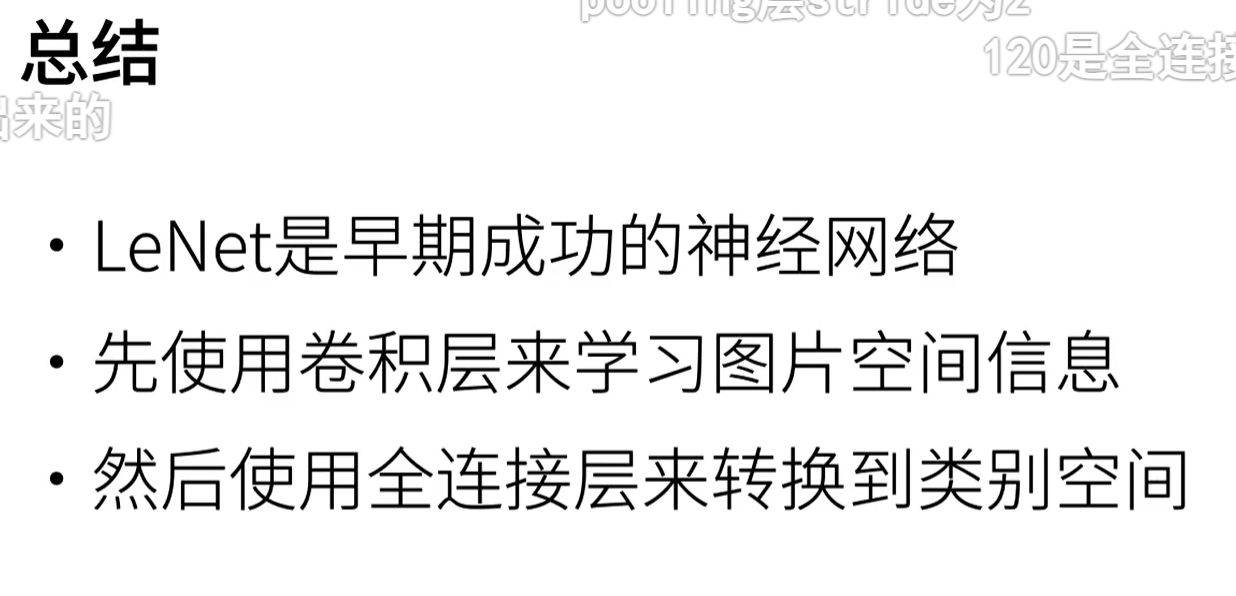 pooling层stride为2
总结
120是全连接
出来的
• LeNet是早期成功的神经网络
• 先使用卷积层来学习图片空间信息
• 然后使用全连接层来转换到类别空间